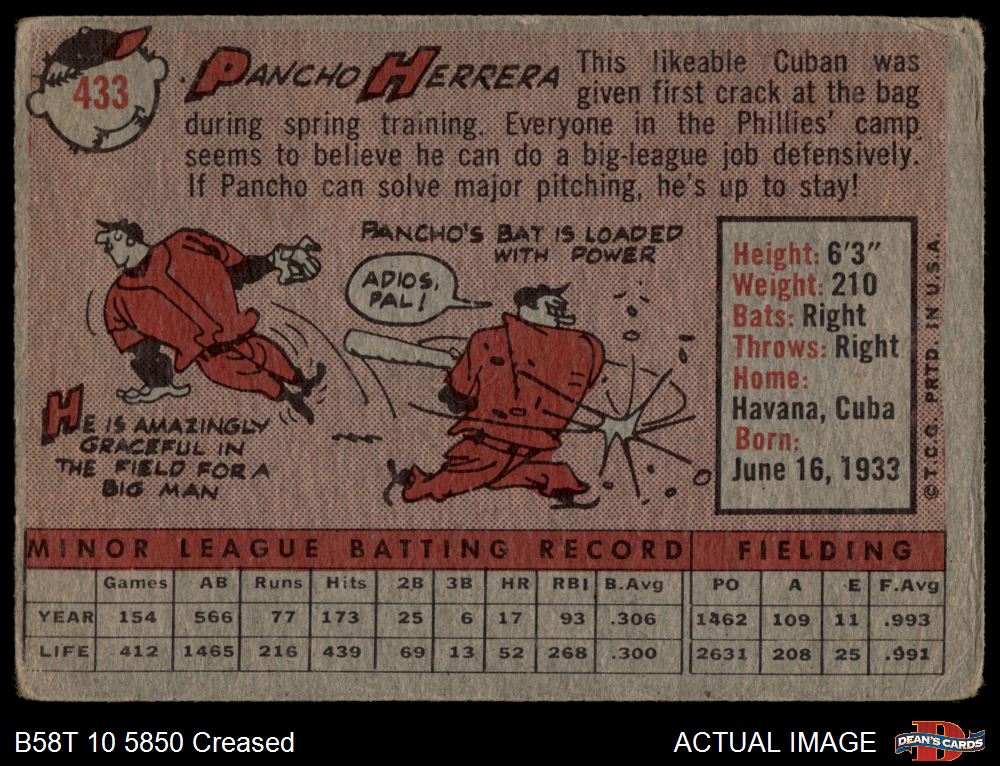 433
PANCHO HERRERA
This likeable Cuban was
given first crack at the bag
during spring training. Everyone in the Phillies' camp
seems to believe he can do a big-league job defensively.
If Pancho can solve major pitching, he's up to stay!
PANCHO'S BAT IS LOADED
WITH POWER
ADIOS,
PAL!
HE IS AMAZINGLY
GRACEFUL IN
THE FIELD FOR A
BIG MAN
Height: 6'3"
Weight: 210
Bats: Right
Throws: Right
Home:
Havana, Cuba
Born:
June 16, 1933
© T.C.G. PRTD. IN U.S.A.
MINOR LEAGUE BATTING RECORD FIELDING
Games AB Runs Hits 2B 3B HR RBI B.Avg PO A E F.Avg
YEAR 154 566 77 173 25 6 17 93 .306 1462 109 11 .993
LIFE 412 1465 216 439 69 13 52 268 .300 2631 208 25 .991
B58T 10 5850 Creased
ACTUAL IMAGE
DEAN'S CARDS